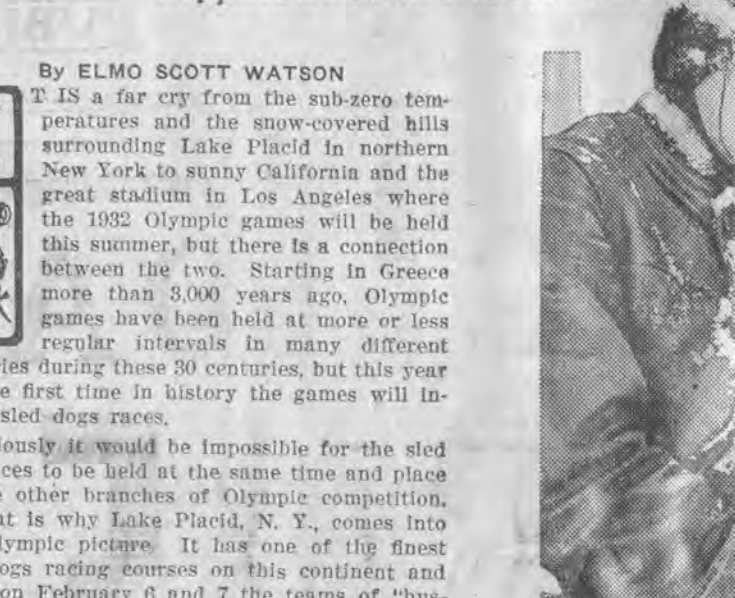 By ELMO SCOTT WATSON
T IS a far cry from the sub-zero tem-
peratures and the snow-covered hills
surrounding Lake Placid in northern
New York to sunny California and the
great stadium in Los Angeles where
the 1932 Olympic games will be held
this summer, but there is a connection
between the two. Starting in Greece
more than 3,000 years ago, Olympic
games have been held at more or less
regular intervals in many different
ries during these 30 centuries, but this year
e first time in history the games will in-
sled dogs races.
iously it would be impossible for the sled
ces to be held at the same time and place
e other branches of Olympic competition,
at is why Lake Placid, N. Y., comes into
lympic picture. It has one of the finest
ogs racing courses on this continent and
on February 6 and 7 the teams of "hus-